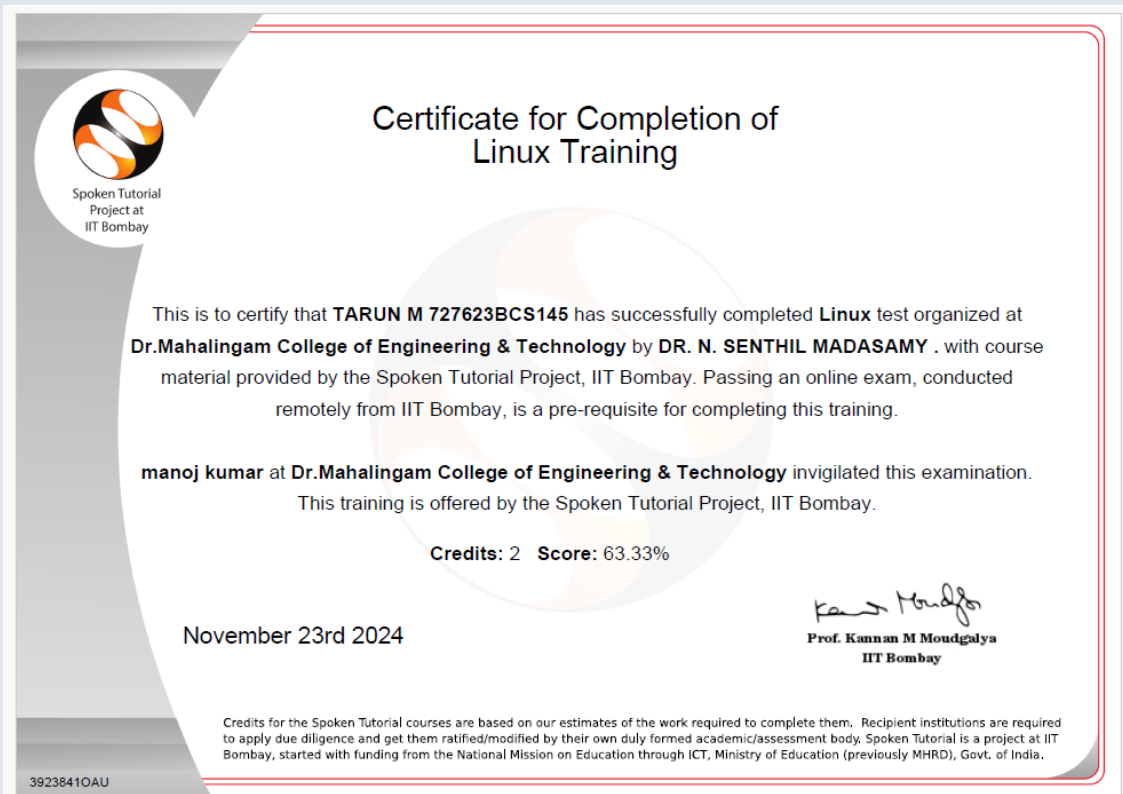 Certificate for Completion of
Linux Training
Spoken Tutorial
Project at
IIT Bombay
This is to certify that TARUN M 727623BCS145 has successfully completed Linux test organized at
Dr.Mahalingam College of Engineering & Technology by DR. N. SENTHIL MADASAMY . with course
material provided by the Spoken Tutorial Project, IIT Bombay. Passing an online exam, conducted
remotely from IIT Bombay, is a pre-requisite for completing this training.
manoj kumar at Dr.Mahalingam College of Engineering & Technology invigilated this examination.
This training is offered by the Spoken Tutorial Project, IIT Bombay.
Credits: 2 Score: 63.33%
November 23rd 2024
Prof. Kannan M Moudgalya
IIT Bombay
Credits for the Spoken Tutorial courses are based on our estimates of the work required to complete them. Recipient institutions are required
to apply due diligence and get them ratified/modified by their own duly formed academic/assessment body. Spoken Tutorial is a project at IIT
Bombay, started with funding from the National Mission on Education through ICT, Ministry of Education (previously MHRD), Govt. of India.
3923841OAU